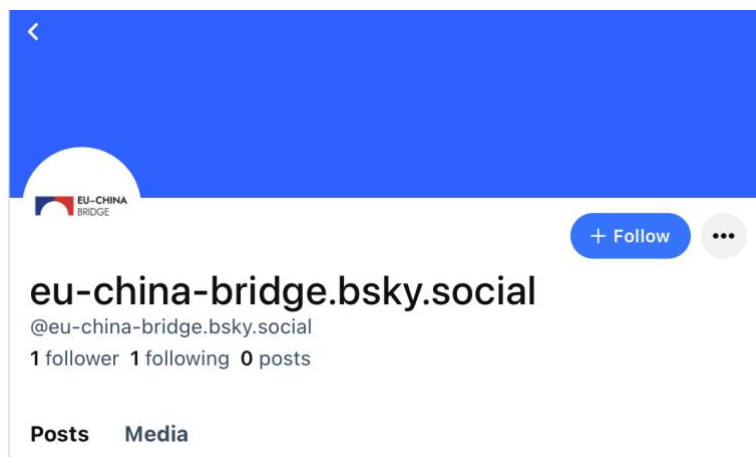 EU-CHINA
BRIDGE
+ Follow
eu-china-bridge.bsky.social
@eu-china-bridge.bsky.social
1 follower 1 following 0 posts
Posts Media